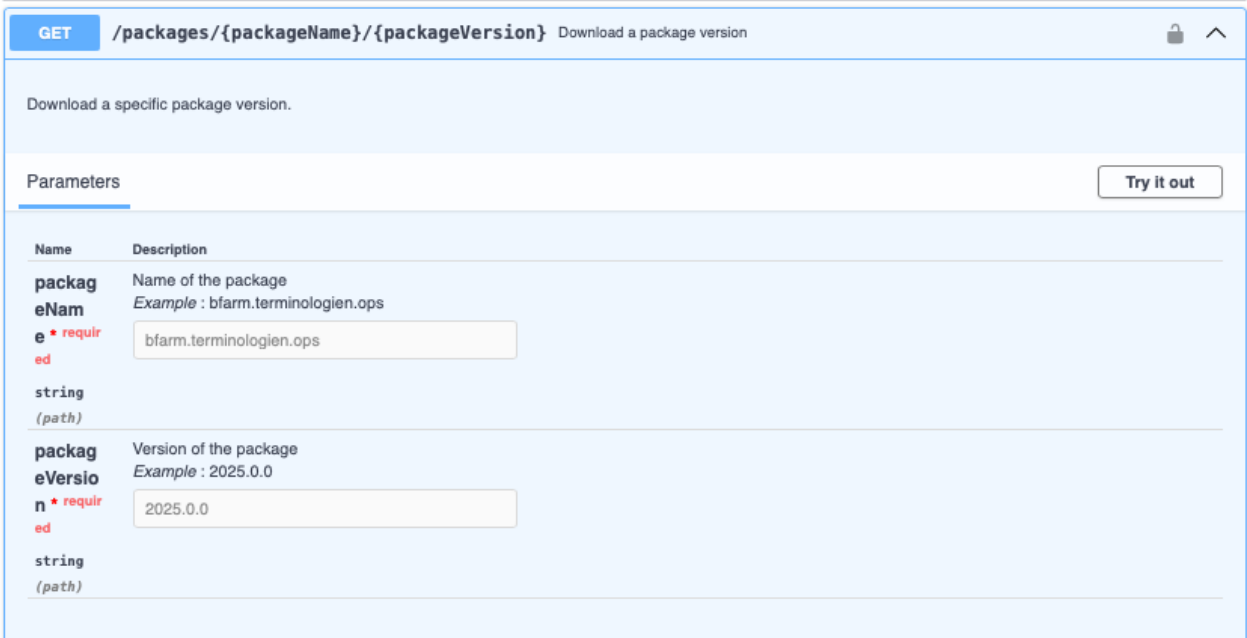 GET /packages/{packageName}/{packageVersion} Download a package version
Download a specific package version.
Parameters
Try it out
Name Description
packag
eNam
e * requir
ed
string
(path)
Name of the package
Example : bfarm.terminologien.ops
bfarm.terminologien.ops
packag
eVersio
n * requir
ed
string
(path)
Version of the package
Example : 2025.0.0
2025.0.0